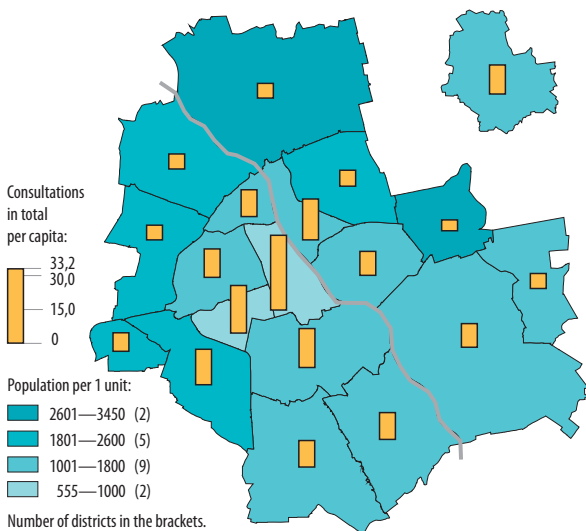 Consultations
in total
per capita:
33,2
30,0
15,0
0
Population per 1 unit:
2601—3450 (2)
1801—2600 (5)
1001—1800 (9)
555—1000 (2)
Number of districts in the brackets.